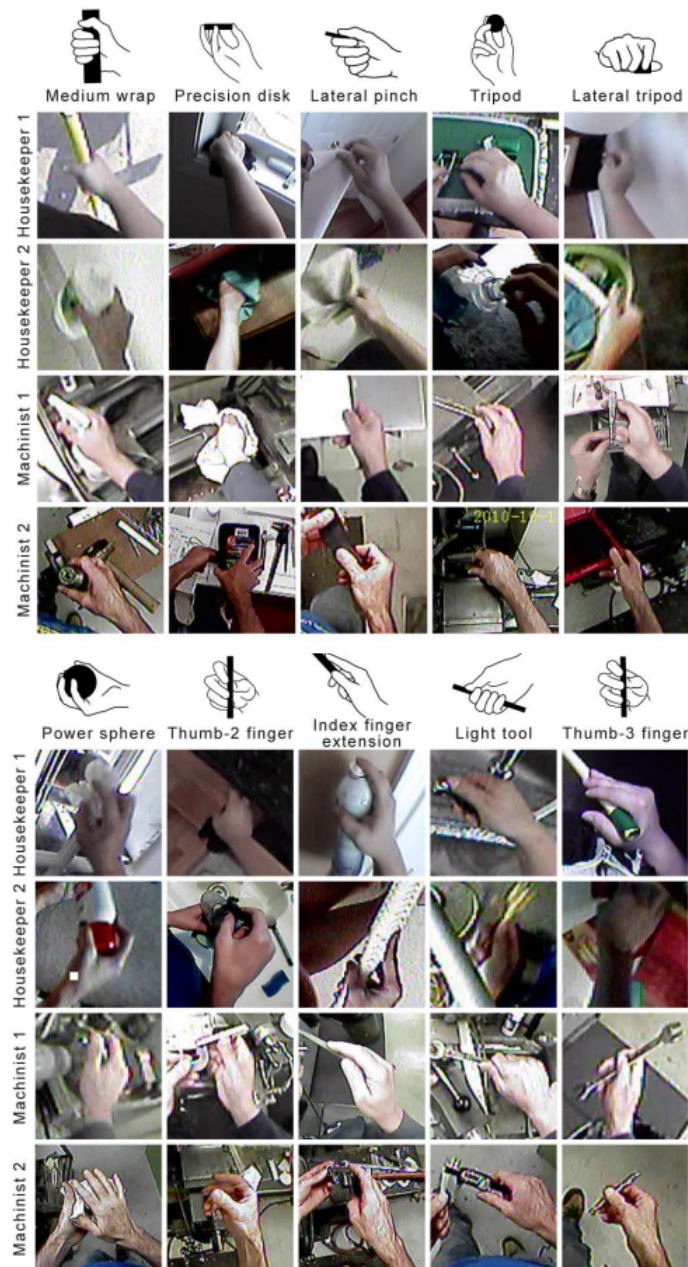 Medium wrap Precision disk Lateral pinch Tripod Lateral tripod
Housekeeper 1
Housekeeper 2
Machinist 1
Machinist 2
2010-10-1
Power sphere Thumb-2 finger Index finger extension Light tool Thumb-3 finger
Housekeeper 1
Housekeeper 2
Machinist 1
Machinist 2